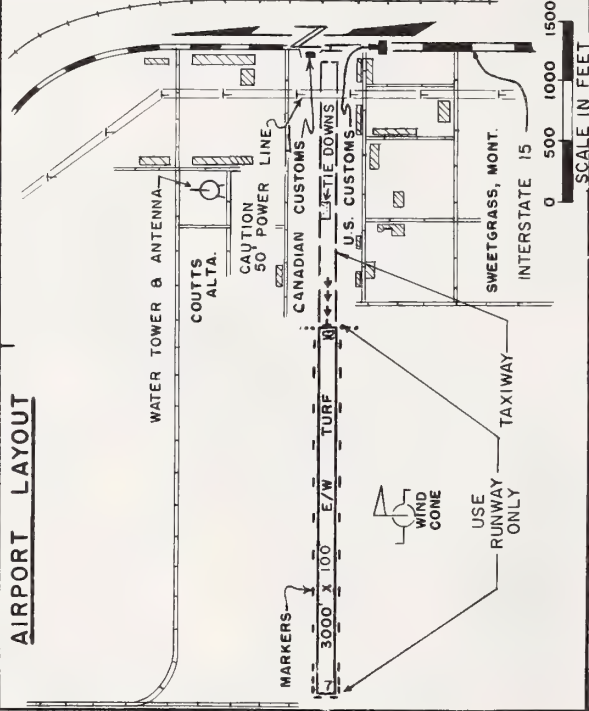 AIRPORT LAYOUT
WATER TOWER & ANTENNA
COUTTS
ALTA.
CAUTION
50' POWER LINE
CANADIAN CUSTOMS
TIE DOWNS
U.S. CUSTOMS
MARKERS
7 3000' X 100 E/W TURF
WIND
CONE
USE
RUNWAY
ONLY
TAXIWAY
SWEETGRASS, MONT.
INTERSTATE 15
0 500 1000 1500
SCALE IN FEET